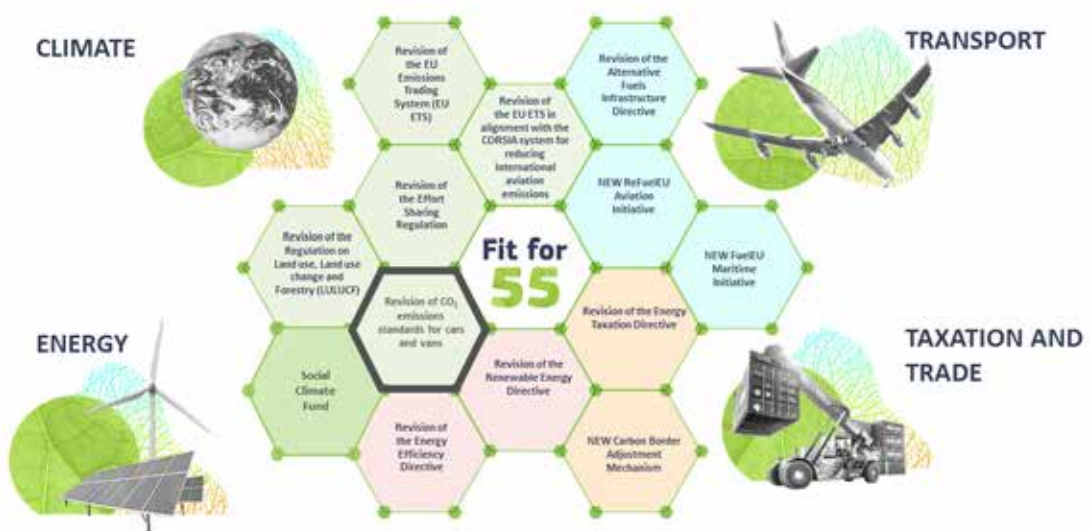 CLIMATE
TRANSPORT
Revision of
the EU
Emissions
Trading
System (EU
ETS)
Revision of
the EU ETS in
alignment with the
CORSIA system for
reducing
international
aviation
emissions
Revision of the
Alternative
Fuels
Infrastructure
Directive
Revision of
the Effort
Sharing
Regulation
NEW ReFuelEU
Aviation
Initiative
Revision of the
Regulation on
Land use, Land use
change and
Forestry (LULUCF)
Fit for
55
NEW FuelEU
Maritime
Initiative
Revision of CO₂
emissions
standards for cars
and vans
Revision of the Energy
Taxation Directive
ENERGY
TAXATION AND
TRADE
Social
Climate
Fund
Revision of the
Renewable Energy
Directive
Revision of
the Energy
Efficiency
Directive
NEW Carbon Border
Adjustment
Mechanism